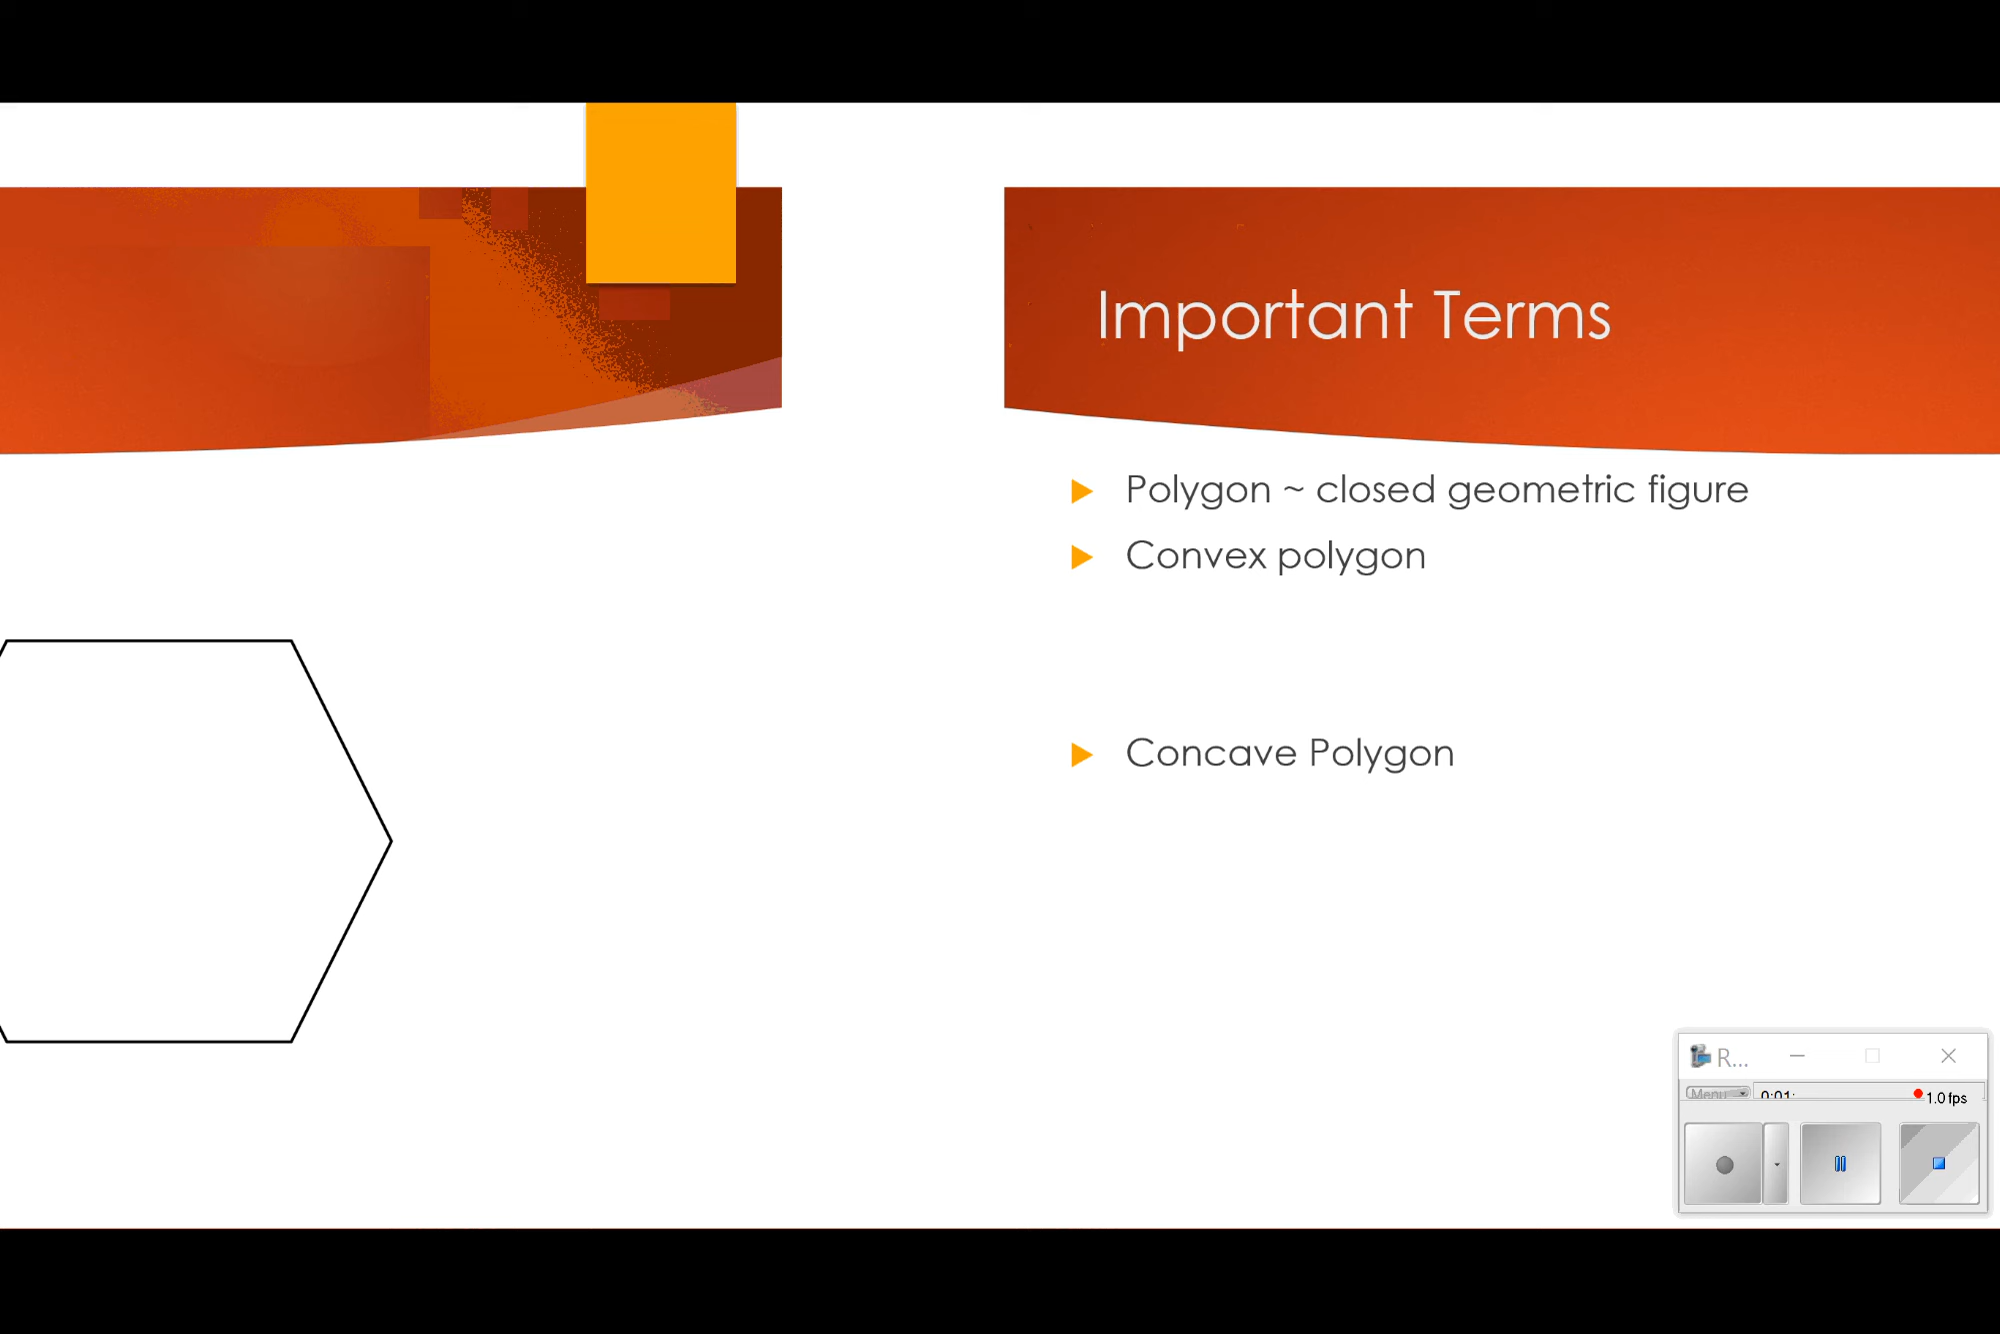 Important Terms
Polygon ~ closed geometric figure
Convex polygon
Concave Polygon
R...
Menu
0:01:
1.0 fps